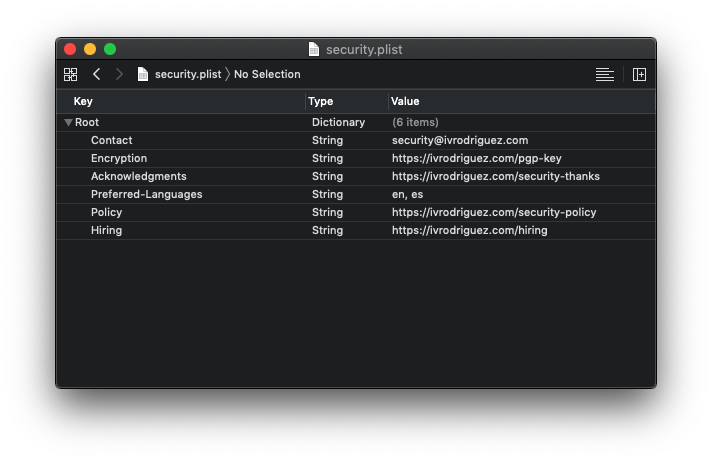 security.plist
security.plist 〉 No Selection
Key Type Value
Root Dictionary (6 items)
Contact String security@ivrodriguez.com
Encryption String https://ivrodriguez.com/pgp-key
Acknowledgments String https://ivrodriguez.com/security-thanks
Preferred-Languages String en, es
Policy String https://ivrodriguez.com/security-policy
Hiring String https://ivrodriguez.com/hiring